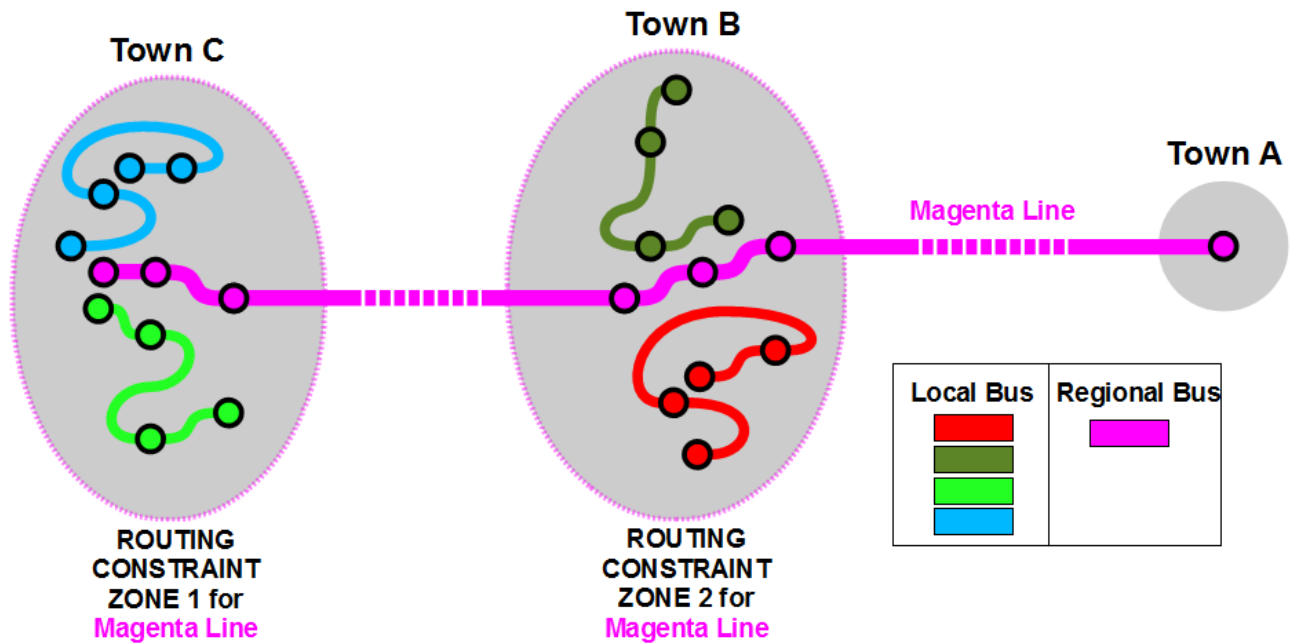 Town C
Town B
Town A
Magenta Line
Local Bus
Regional Bus
ROUTING
CONSTRAINT
ZONE 1 for
Magenta Line
ROUTING
CONSTRAINT
ZONE 2 for
Magenta Line